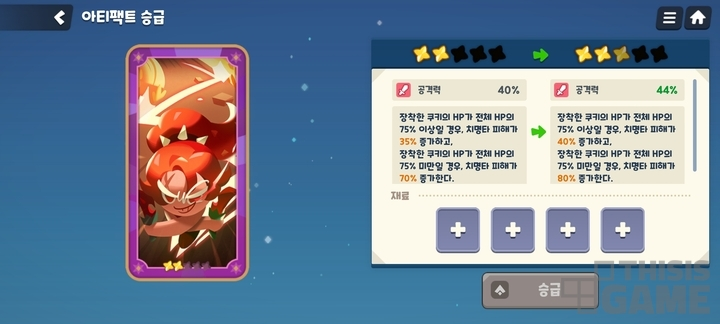 아티팩트 승급
공격력 40%
장착한 쿠키의 HP가 전체 HP의
75% 이상일 경우, 치명타 피해가
35% 증가하고,
장착한 쿠키의 HP가 전체 HP의
75% 미만일 경우, 치명타 피해가
70% 증가한다.
공격력 44%
장착한 쿠키의 HP가 전체 HP의
75% 이상일 경우, 치명타 피해가
40% 증가하고,
장착한 쿠키의 HP가 전체 HP의
75% 미만일 경우, 치명타 피해가
80% 증가한다.
재료
승급
THISIS
GAME